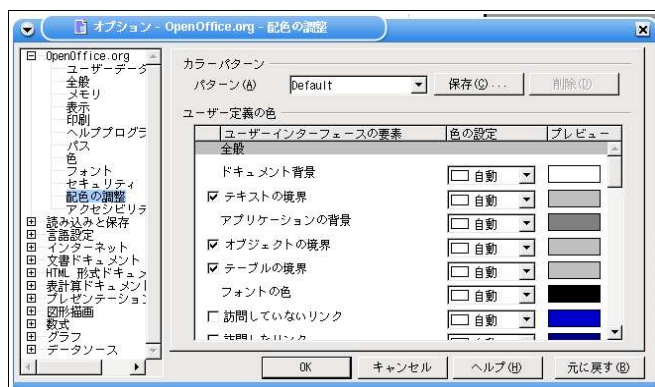 オプション - OpenOffice.org - 配色の調整
OpenOffice.org
ユーザーデータ
全般
メモリ
表示
印刷
ヘルププログラ
パス
色
フォント
セキュリティ
配色の調整
アクセシビリテ
読み込みと保存
言語設定
インターネット
文書ドキュメント
HTML 形式ドキュメ
表計算ドキュメント
プレゼンテーショ
図形描画
数式
グラフ
データソース
カラーパターン
パターン(A) Default 保存(C)... 削除(D)
ユーザー定義の色
ユーザーインターフェースの要素 色の設定 プレビュー
全般
ドキュメント背景 自動
テキストの境界 自動
アプリケーションの背景 自動
オブジェクトの境界 自動
テーブルの境界 自動
フォントの色 自動
訪問していないリンク 自動
訪問したリンク
OK キャンセル ヘルプ(H) 元に戻す(B)